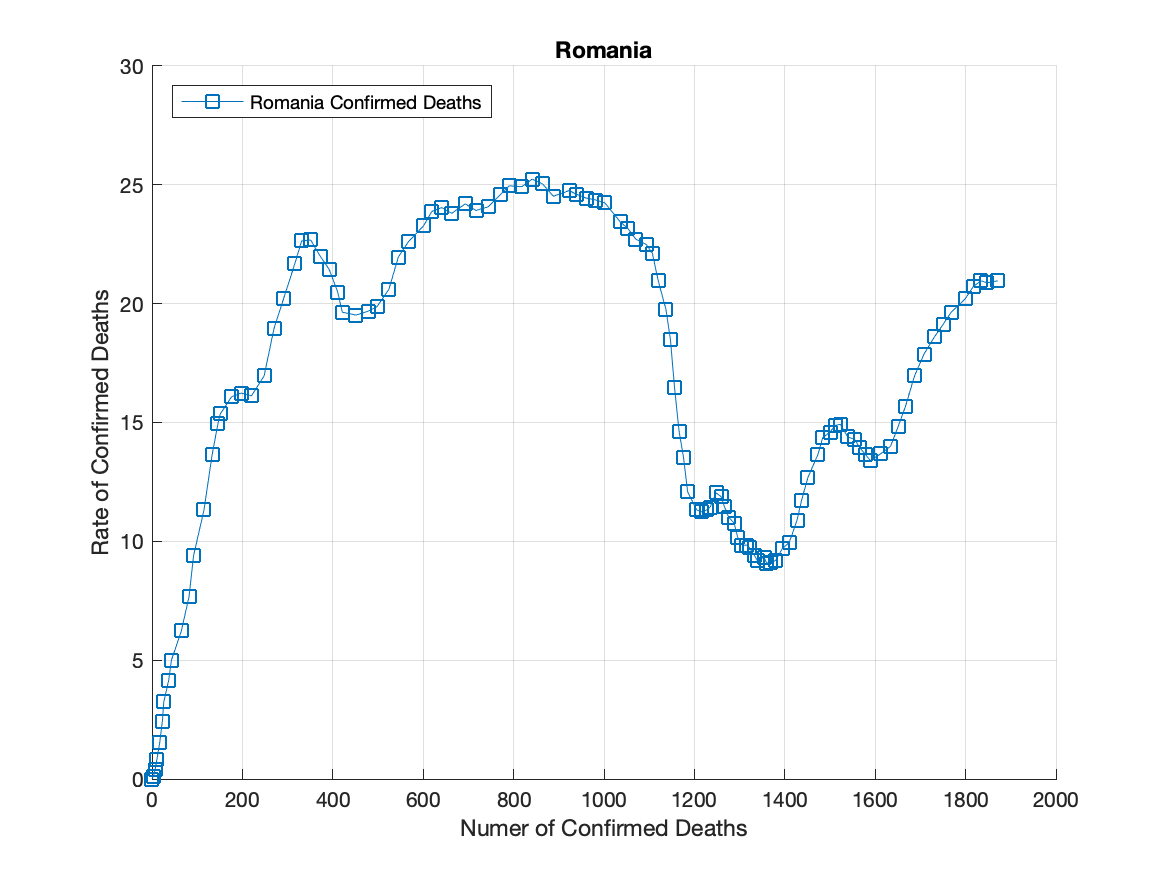 Romania
Romania Confirmed Deaths
30
25
20
15
10
5
0
Rate of Confirmed Deaths
0 200 400 600 800 1000 1200 1400 1600 1800 2000
Numer of Confirmed Deaths